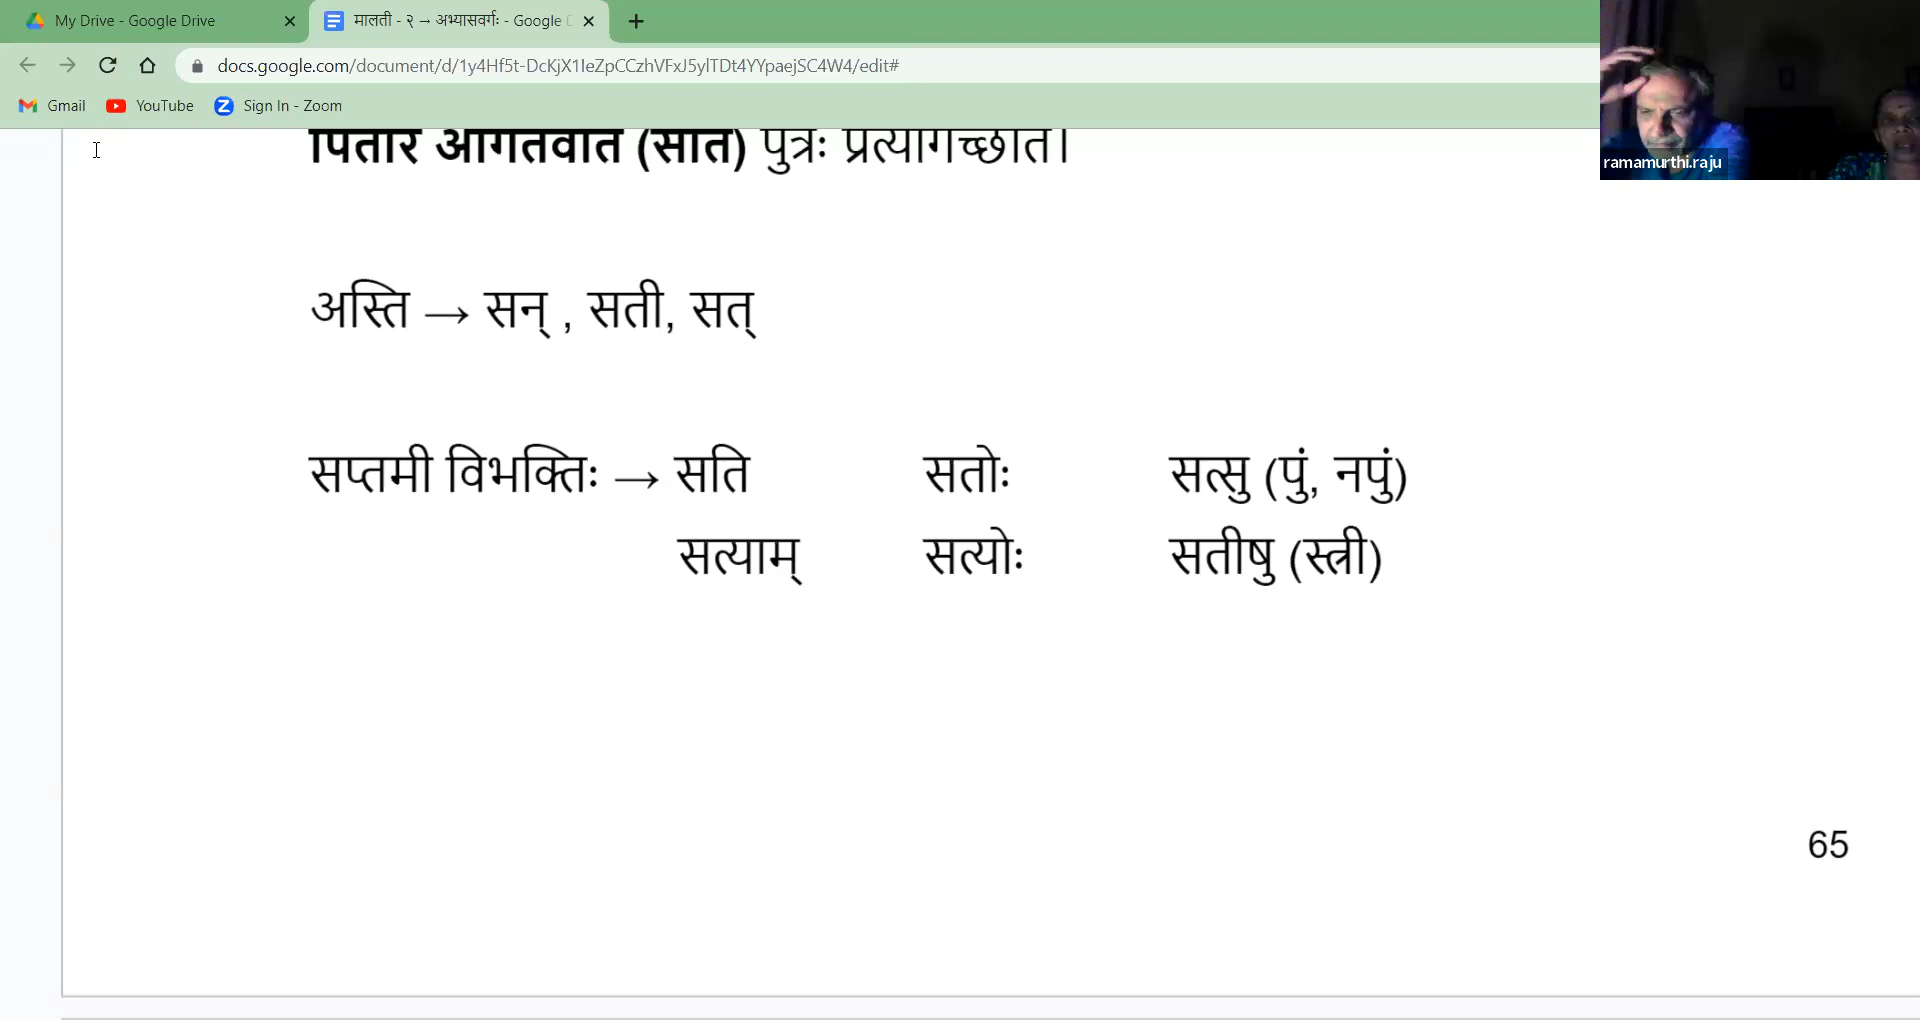 My Drive - Google Drive
मालती - २ → अभ्यासवर्गः - Google
docs.google.com/document/d/1y4Hf5t-DcKjX1IeZpCCzhVFxJ5ylTDt4YYpaejSC4W4/edit#
Gmail YouTube Sign In - Zoom
ramamurthi.raju
पितरि आगतवति (सति) पुत्रः प्रत्यागच्छति।
अस्ति → सन् , सती, सत्
सप्तमी विभक्तिः → सति सतोः सत्सु (पुं, नपुं)
सत्याम् सत्योः सतीषु (स्त्री)
65